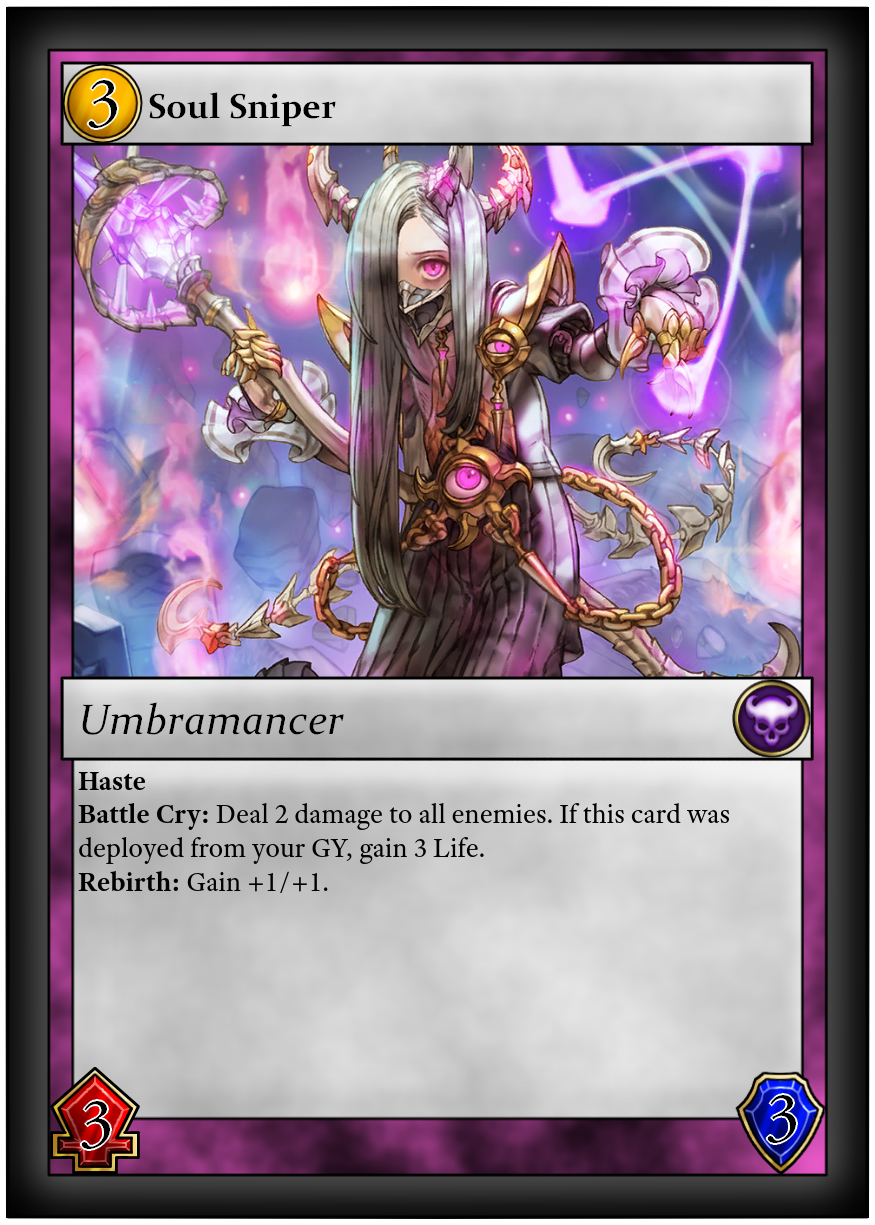 3 Soul Sniper
Umbramancer
Haste
Battle Cry: Deal 2 damage to all enemies. If this card was
deployed from your GY, gain 3 Life.
Rebirth: Gain +1/+1.
3 3